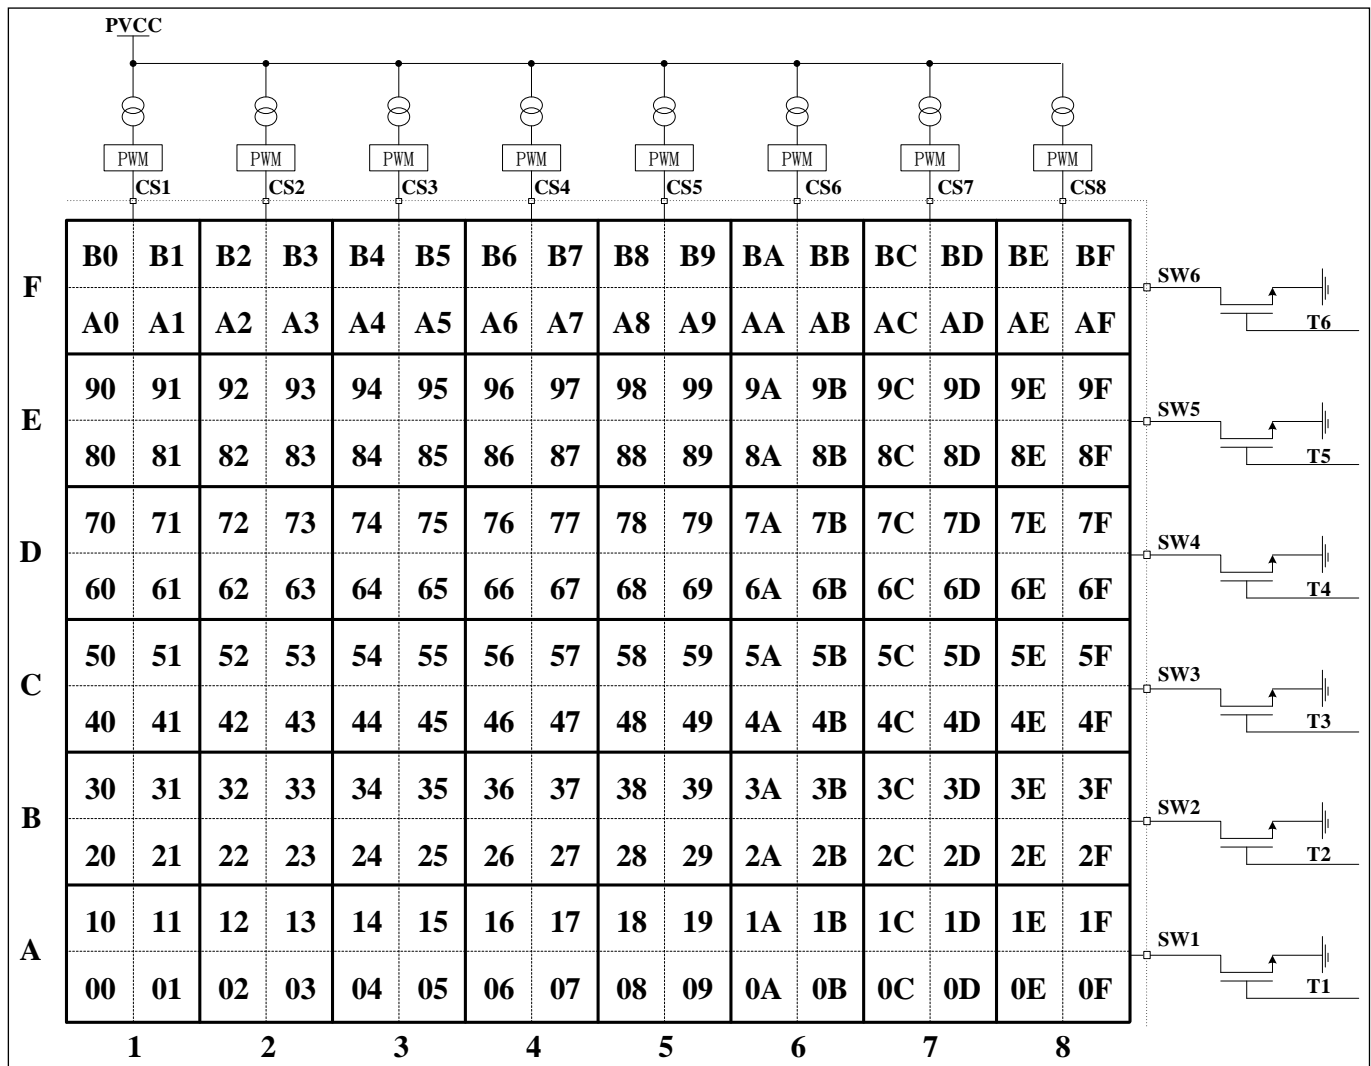 PVCC
PWM PWM PWM PWM PWM PWM PWM PWM
CS1 CS2 CS3 CS4 CS5 CS6 CS7 CS8
B0 B1 B2 B3 B4 B5 B6 B7 B8 B9 BA BB BC BD BE BF
F SW6
A0 A1 A2 A3 A4 A5 A6 A7 A8 A9 AA AB AC AD AE AF T6
90 91 92 93 94 95 96 97 98 99 9A 9B 9C 9D 9E 9F
E SW5
80 81 82 83 84 85 86 87 88 89 8A 8B 8C 8D 8E 8F T5
70 71 72 73 74 75 76 77 78 79 7A 7B 7C 7D 7E 7F
D SW4
60 61 62 63 64 65 66 67 68 69 6A 6B 6C 6D 6E 6F T4
50 51 52 53 54 55 56 57 58 59 5A 5B 5C 5D 5E 5F
C SW3
40 41 42 43 44 45 46 47 48 49 4A 4B 4C 4D 4E 4F T3
30 31 32 33 34 35 36 37 38 39 3A 3B 3C 3D 3E 3F
B SW2
20 21 22 23 24 25 26 27 28 29 2A 2B 2C 2D 2E 2F T2
10 11 12 13 14 15 16 17 18 19 1A 1B 1C 1D 1E 1F
A SW1
00 01 02 03 04 05 06 07 08 09 0A 0B 0C 0D 0E 0F T1
1 2 3 4 5 6 7 8